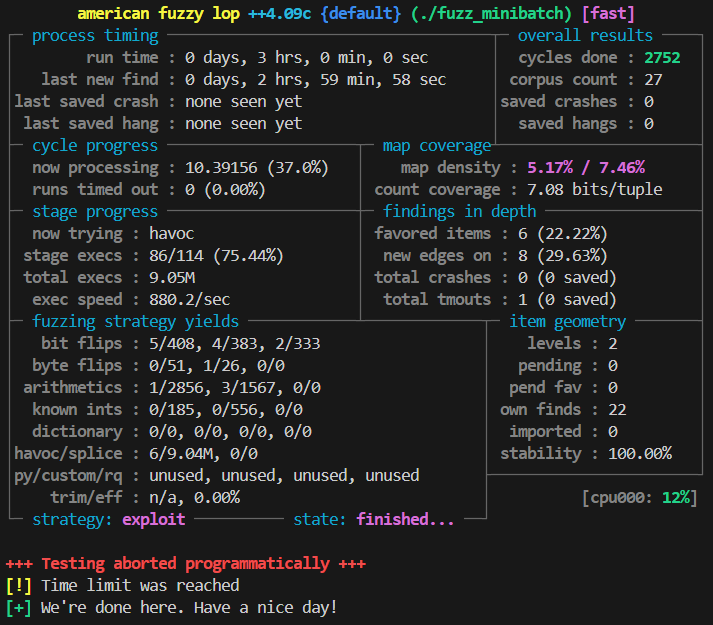 american fuzzy lop ++4.09c {default} (./fuzz_minibatch) [fast]
process timing overall results
run time : 0 days, 3 hrs, 0 min, 0 sec cycles done : 2752
last new find : 0 days, 2 hrs, 59 min, 58 sec corpus count : 27
last saved crash : none seen yet saved crashes : 0
last saved hang : none seen yet saved hangs : 0
cycle progress map coverage
now processing : 10.39156 (37.0%) map density : 5.17% / 7.46%
runs timed out : 0 (0.00%) count coverage : 7.08 bits/tuple
stage progress findings in depth
now trying : havoc favored items : 6 (22.22%)
stage execs : 86/114 (75.44%) new edges on : 8 (29.63%)
total execs : 9.05M total crashes : 0 (0 saved)
exec speed : 880.2/sec total tmouts : 1 (0 saved)
fuzzing strategy yields item geometry
bit flips : 5/408, 4/383, 2/333 levels : 2
byte flips : 0/51, 1/26, 0/0 pending : 0
arithmetics : 1/2856, 3/1567, 0/0 pend fav : 0
known ints : 0/185, 0/556, 0/0 own finds : 22
dictionary : 0/0, 0/0, 0/0, 0/0 imported : 0
havoc/splice : 6/9.04M, 0/0 stability : 100.00%
py/custom/rq : unused, unused, unused, unused
trim/eff : n/a, 0.00% [cpu000: 12%]
strategy: exploit state: finished...
+++ Testing aborted programmatically +++
[!] Time limit was reached
[+] We're done here. Have a nice day!